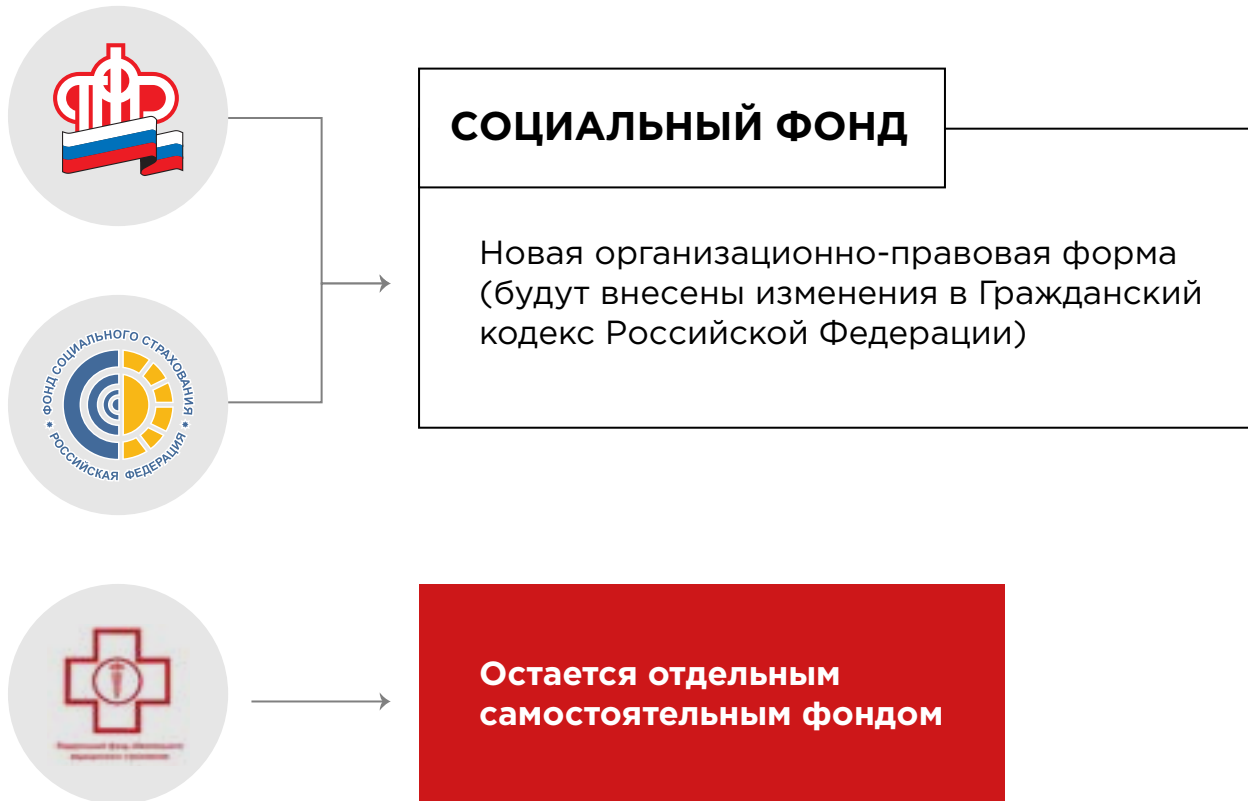 СОЦИАЛЬНЫЙ ФОНД
Новая организационно-правовая форма
(будут внесены изменения в Гражданский
кодекс Российской Федерации)
ФОНД СОЦИАЛЬНОГО СТРАХОВАНИЯ
* РОССИЙСКАЯ ФЕДЕРАЦИЯ *
Остается отдельным
самостоятельным фондом